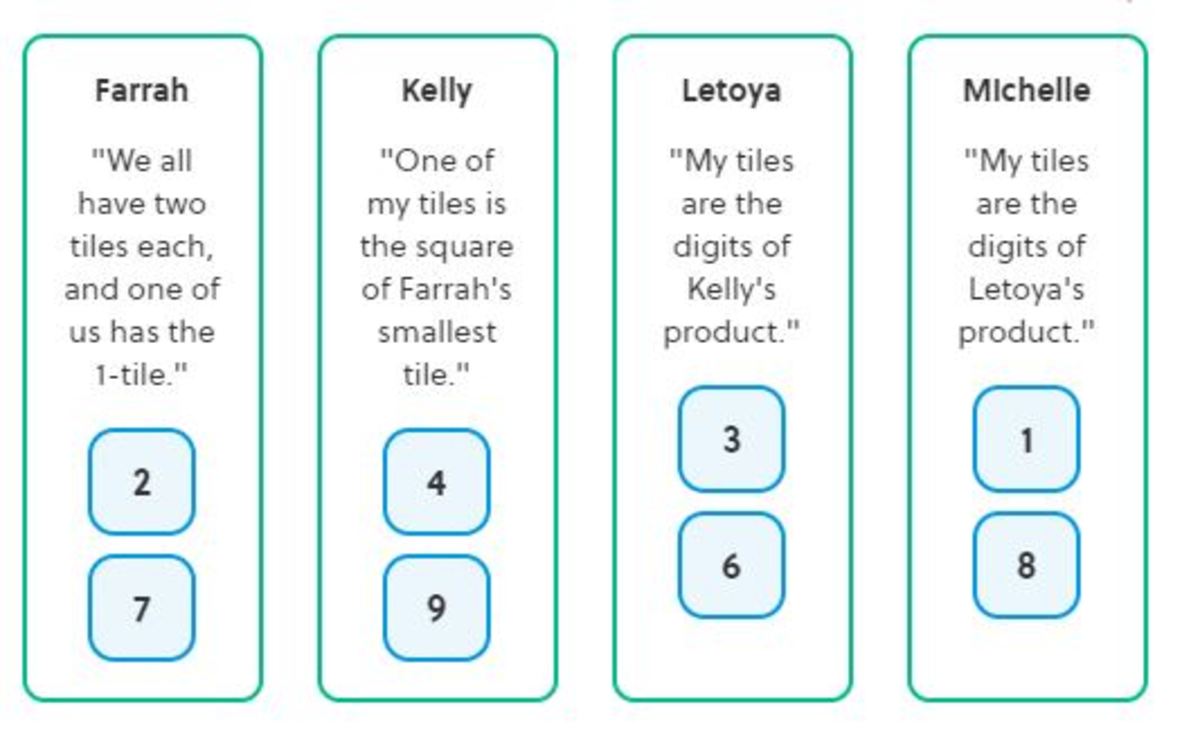 Farrah
"We all
have two
tiles each,
and one of
us has the
1-tile."
2
7
Kelly
"One of
my tiles is
the square
of Farrah's
smallest
tile."
4
9
Letoya
"My tiles
are the
digits of
Kelly's
product."
3
6
MIchelle
"My tiles
are the
digits of
Letoya's
product."
1
8